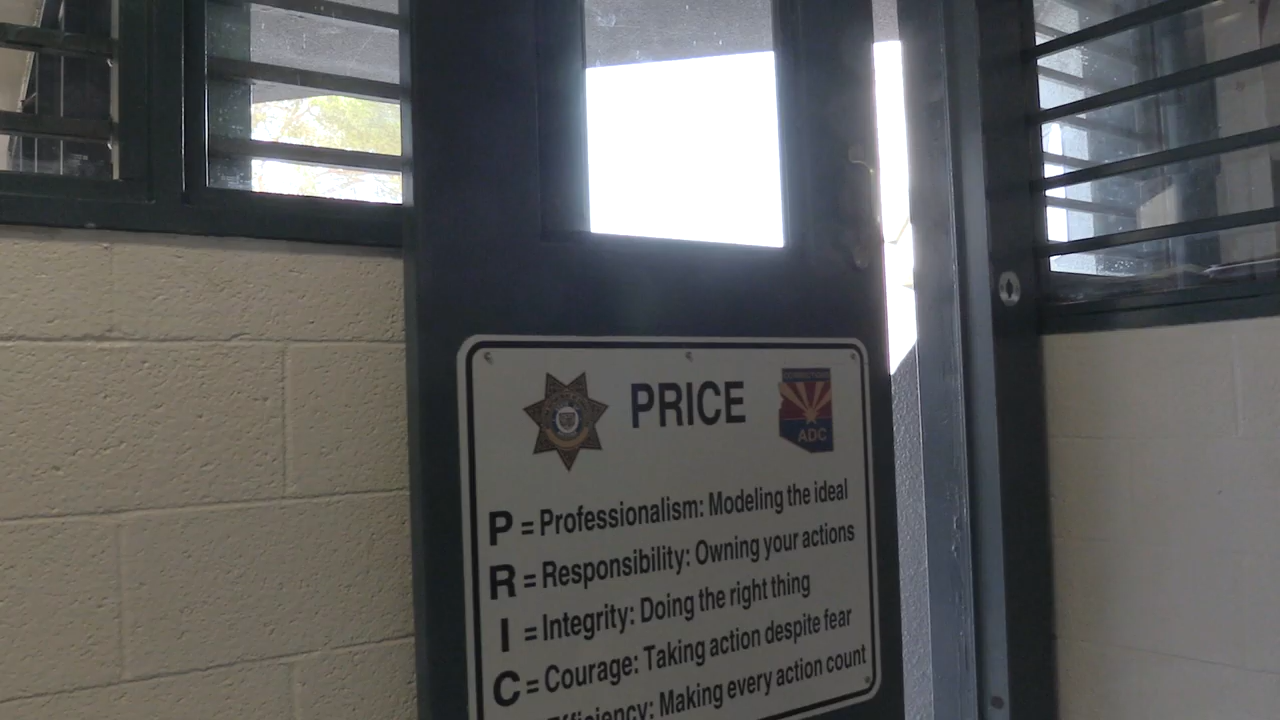 PRICE
ADC
P = Professionalism: Modeling the ideal
R = Responsibility: Owning your actions
I = Integrity: Doing the right thing
C = Courage: Taking action despite fear
Efficiency: Making every action count